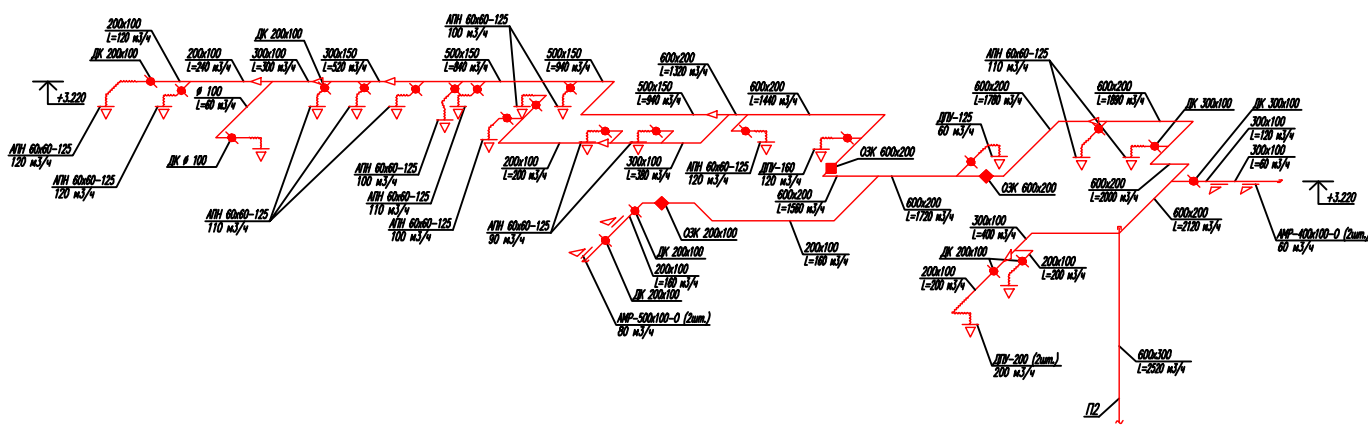 200x100
L=120 м3/ч
ДК 200x100
200x100
L=240 м3/ч
ø 100
L=60 м3/ч
300x100
L=300 м3/ч
ДК 200x100
300x150
L=520 м3/ч
АПН 60x60-125
100 м3/ч
500x150
L=840 м3/ч
500x150
L=940 м3/ч
600x200
L=1320 м3/ч
500x150
L=940 м3/ч
600x200
L=1440 м3/ч
АПН 60x60-125
110 м3/ч
600x200
L=1780 м3/ч
600x200
L=1880 м3/ч
ДК 300x100
ДК 300x100
300x100
L=120 м3/ч
300x100
L=60 м3/ч
ДПУ-125
60 м3/ч
+3.220
АПН 60x60-125
120 м3/ч
АПН 60x60-125
120 м3/ч
ДК ø 100
АПН 60x60-125
110 м3/ч
АПН 60x60-125
100 м3/ч
АПН 60x60-125
110 м3/ч
АПН 60x60-125
100 м3/ч
200x100
L=200 м3/ч
АПН 60x60-125
90 м3/ч
300x100
L=380 м3/ч
АПН 60x60-125
120 м3/ч
ДПУ-160
120 м3/ч
ОЗК 600x200
600x200
L=1560 м3/ч
600x200
L=1720 м3/ч
ОЗК 600x200
600x200
L=2000 м3/ч
600x200
L=2120 м3/ч
+3.220
АМР-400x100-О (2шт.)
60 м3/ч
ОЗК 200x100
ДК 200x100
200x100
L=160 м3/ч
ДК 200x100
АМР-500x100-О (2шт.)
80 м3/ч
200x100
L=160 м3/ч
300x100
L=400 м3/ч
ДК 200x100
200x100
L=200 м3/ч
200x100
L=200 м3/ч
ДПУ-200 (2шт.)
200 м3/ч
600x300
L=2520 м3/ч
П2